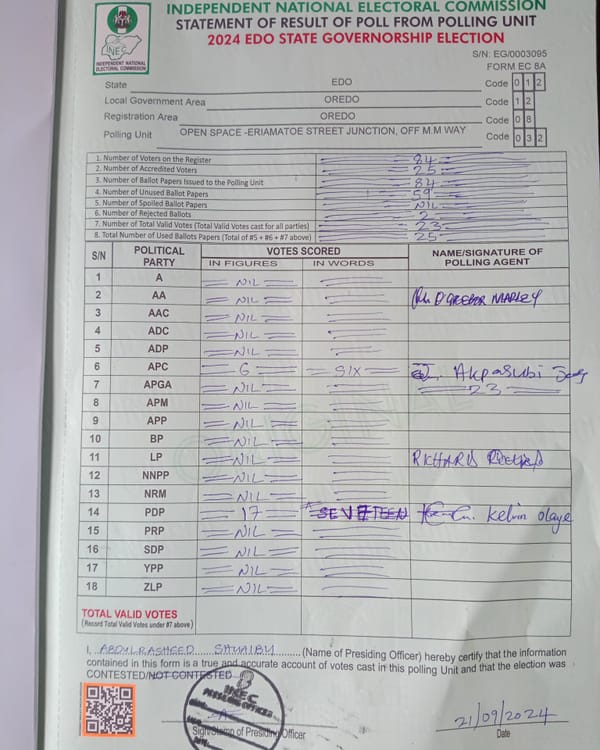 INDEPENDENT NATIONAL ELECTORAL COMMISSION
STATEMENT OF RESULT OF POLL FROM POLLING UNIT
2024 EDO STATE GOVERNORSHIP ELECTION
INEC
INDEPENDENT NATIONAL ELECTORAL COMMISSION
S/N: EG/0003095
FORM EC 8A
State EDO Code 0 1 2
Local Government Area OREDO Code 1 2
Registration Area OREDO Code 0 8
Polling Unit OPEN SPACE -ERIAMATOE STREET JUNCTION, OFF M.M WAY Code 0 3 2
1. Number of Voters on the Register 84
2. Number of Accredited Voters 25
3. Number of Ballot Papers Issued to the Polling Unit 84
4. Number of Unused Ballot Papers 59
5. Number of Spoiled Ballot Papers NIL
6. Number of Rejected Ballots 2
7. Number of Total Valid Votes (Total Valid Votes cast for all parties) 23
8. Total Number of Used Ballots Papers (Total of #5 + #6 + #7 above) 25
S/N POLITICAL PARTY VOTES SCORED NAME/SIGNATURE OF POLLING AGENT
IN FIGURES IN WORDS
1 A NIL
2 AA NIL MARLEY
3 AAC NIL
4 ADC NIL
5 ADP NIL
6 APC 6 SIX Akpasubi
7 APGA NIL 23
8 APM NIL
9 APP NIL
10 BP NIL
11 LP NIL RICHARD
12 NNPP NIL
13 NRM NIL
14 PDP 17 SEVETEEN Kelvin Olaye
15 PRP NIL
16 SDP NIL
17 YPP NIL
18 ZLP NIL
TOTAL VALID VOTES
(Record Total Valid Votes under #7 above)
I, ABDULRASHEED SHUAIBU (Name of Presiding Officer) hereby certify that the information
contained in this form is a true and accurate account of votes cast in this polling Unit and that the election was
CONTESTED/NOT CONTESTED
INEC
PRESIDING OFFICER
Sign/Stamp of Presiding Officer
21/09/2024
Date